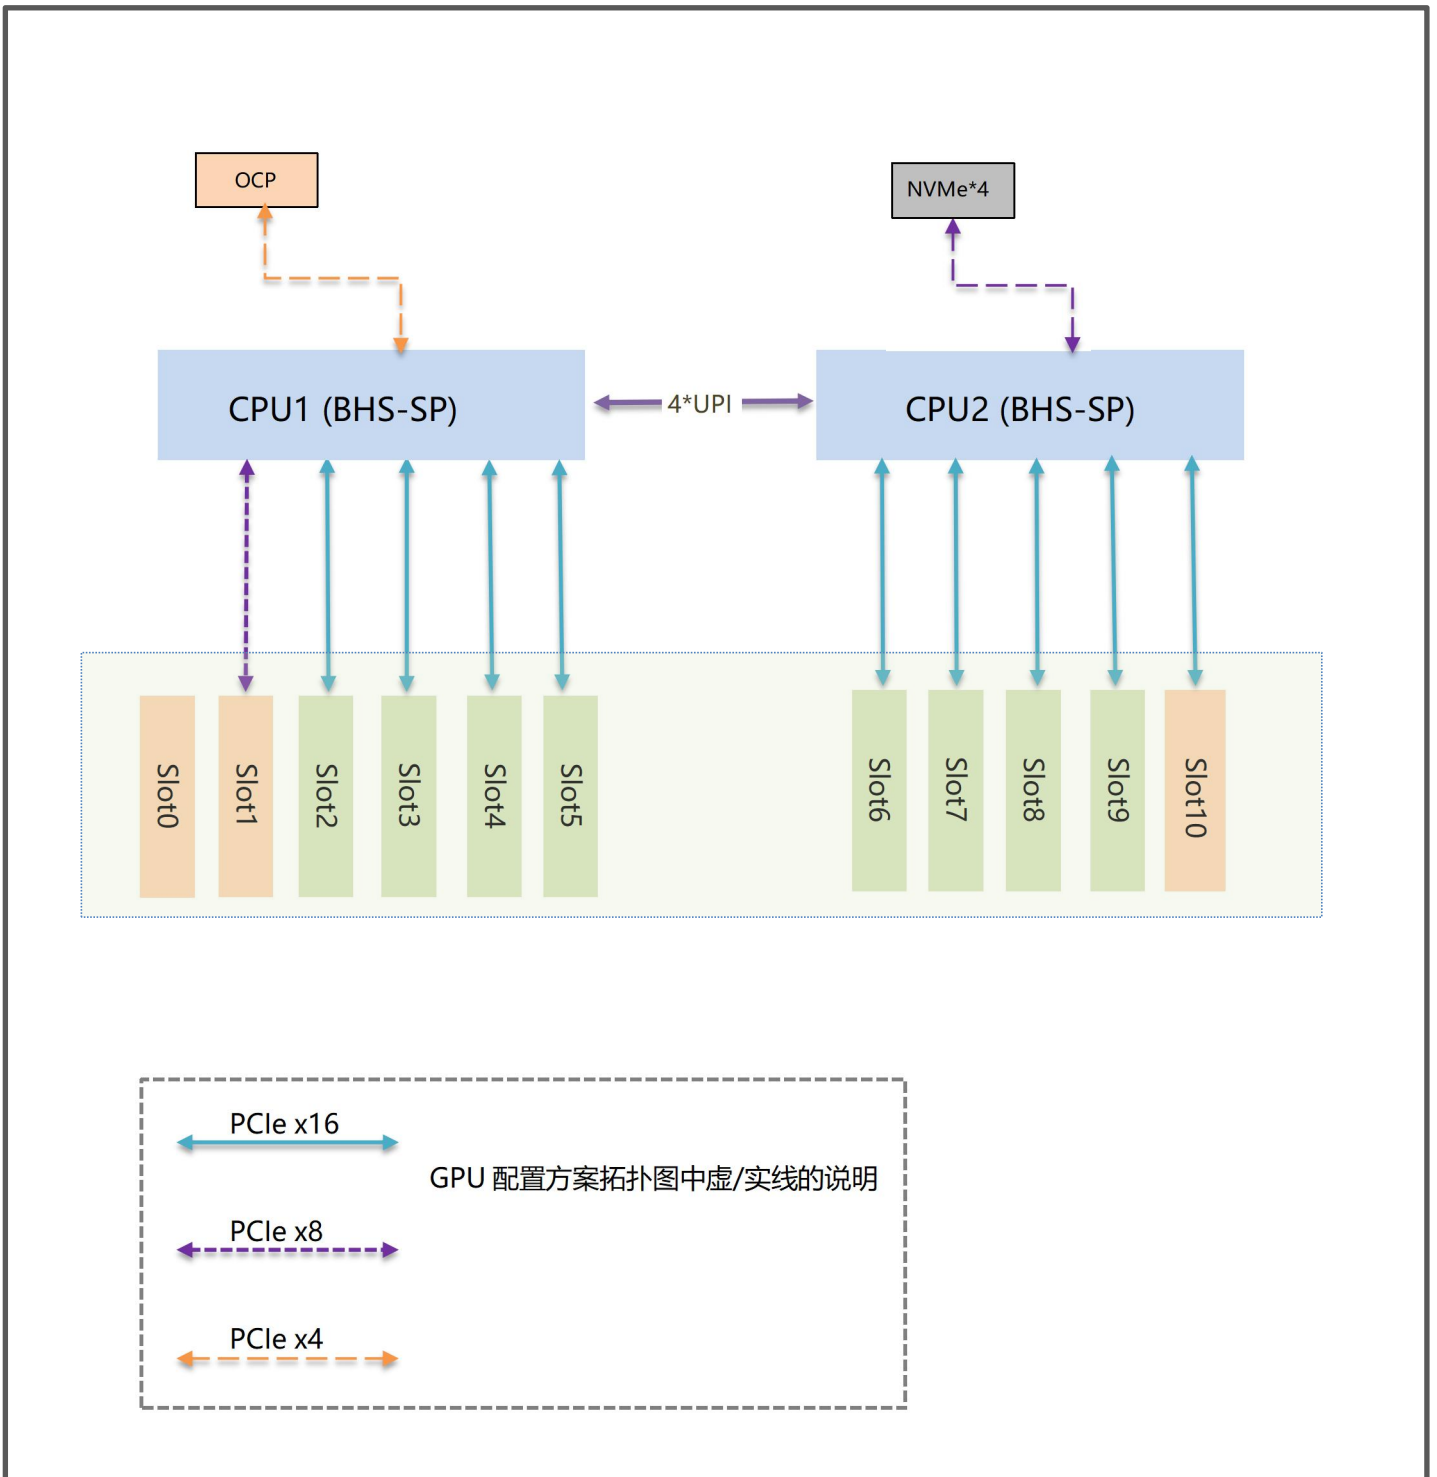 OCP
NVMe*4
CPU1 (BHS-SP)
4*UPI
CPU2 (BHS-SP)
Slot0
Slot1
Slot2
Slot3
Slot4
Slot5
Slot6
Slot7
Slot8
Slot9
Slot10
PCIe x16
GPU 配置方案拓扑图中虚/实线的说明
PCIe x8
PCIe x4